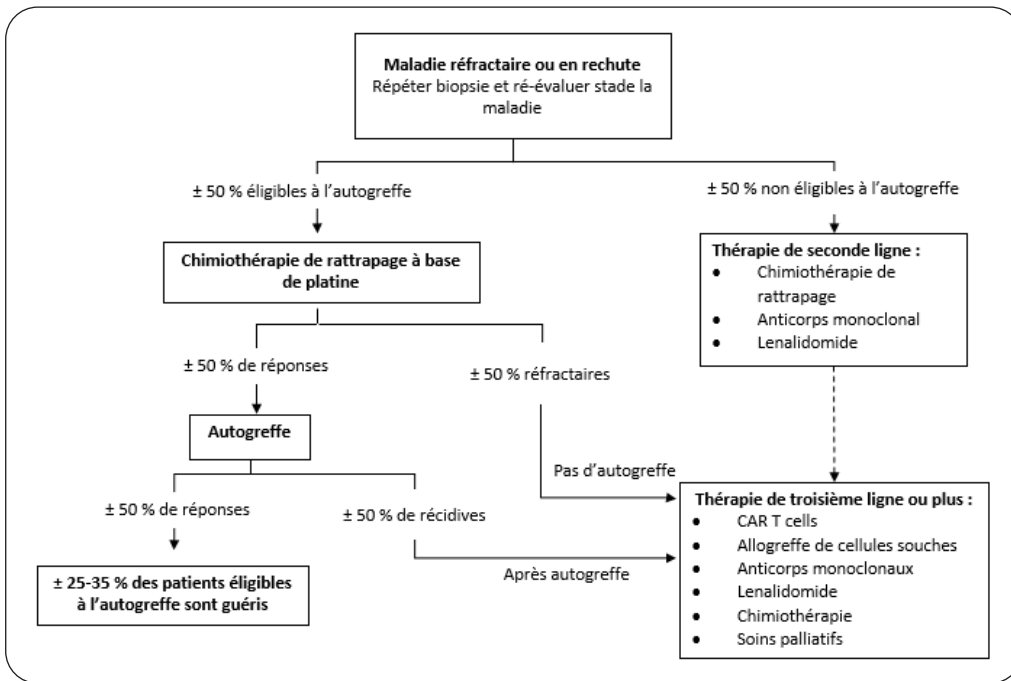 Maladie réfractaire ou en rechute
Répéter biopsie et ré-évaluer stade la
maladie
± 50 % éligibles à l'autogreffe
± 50 % non éligibles à l'autogreffe
Chimiothérapie de rattrapage à base
de platine
Thérapie de seconde ligne :
• Chimiothérapie de
rattrapage
• Anticorps monoclonal
• Lenalidomide
± 50 % de réponses
± 50 % réfractaires
Autogreffe
Pas d'autogreffe
± 50 % de réponses
± 50 % de récidives
Après autogreffe
± 25-35 % des patients éligibles
à l'autogreffe sont guéris
Thérapie de troisième ligne ou plus :
• CAR T cells
• Allogreffe de cellules souches
• Anticorps monoclonaux
• Lenalidomide
• Chimiothérapie
• Soins palliatifs